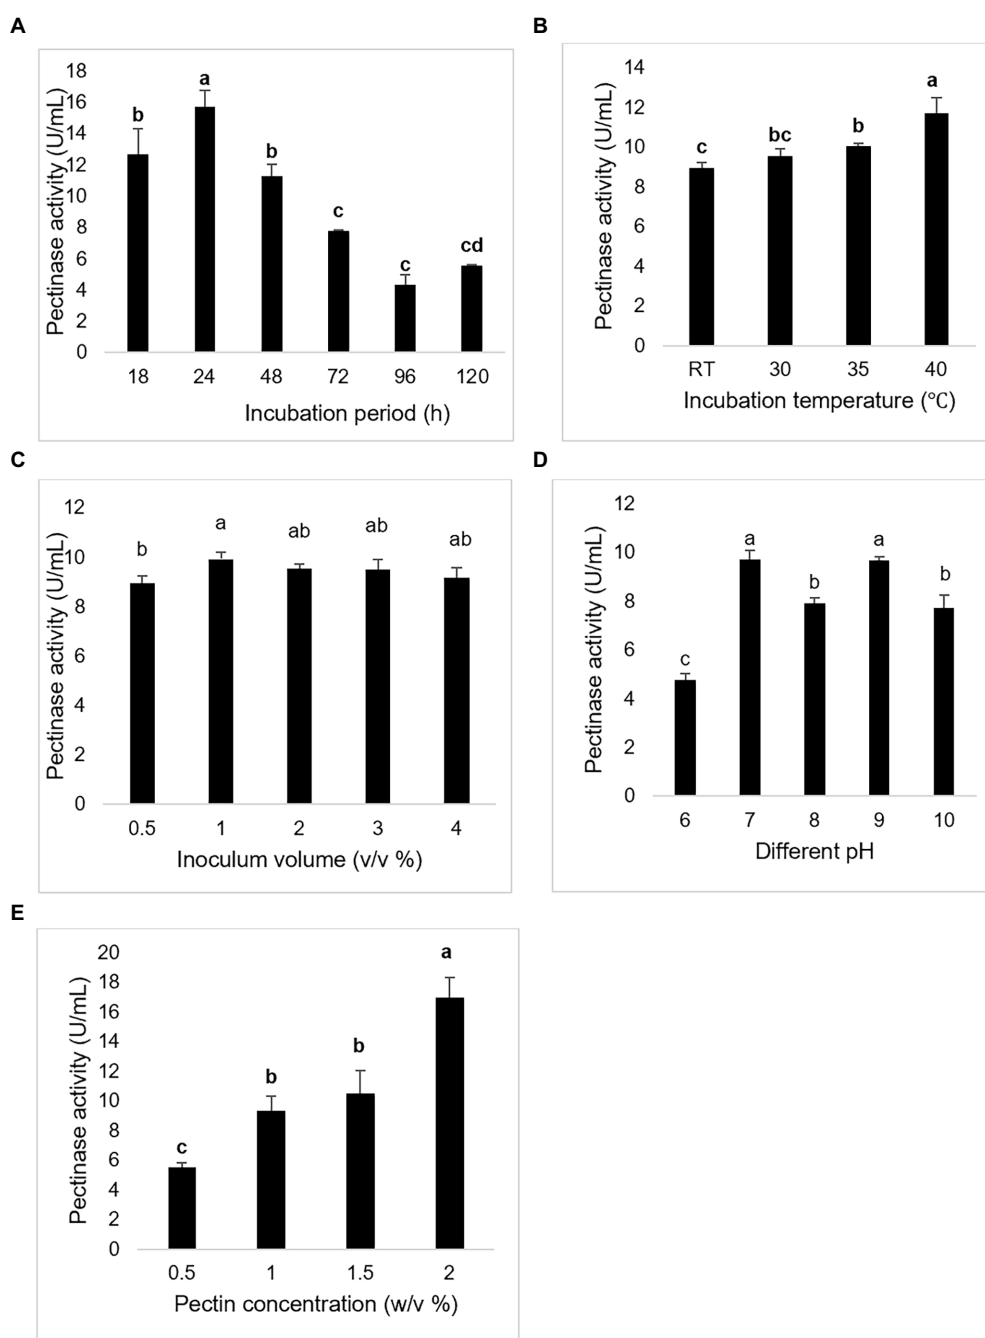 A
Pectinase activity (U/mL)
18
16
14
12
10
8
6
4
2
0
b
a
b
c
c
cd
18 24 48 72 96 120
Incubation period (h)
B
Pectinase activity (U/mL)
14
12
10
8
6
4
2
0
c
bc
b
a
RT 30 35 40
Incubation temperature (℃)
C
Pectinase activity (U/mL)
12
10
8
6
4
2
0
b
a
ab
ab
ab
0.5 1 2 3 4
Inoculum volume (v/v %)
D
Pectinase activity (U/mL)
12
10
8
6
4
2
0
c
a
b
a
b
6 7 8 9 10
Different pH
E
Pectinase activity (U/mL)
20
18
16
14
12
10
8
6
4
2
0
c
b
b
a
0.5 1 1.5 2
Pectin concentration (w/v %)